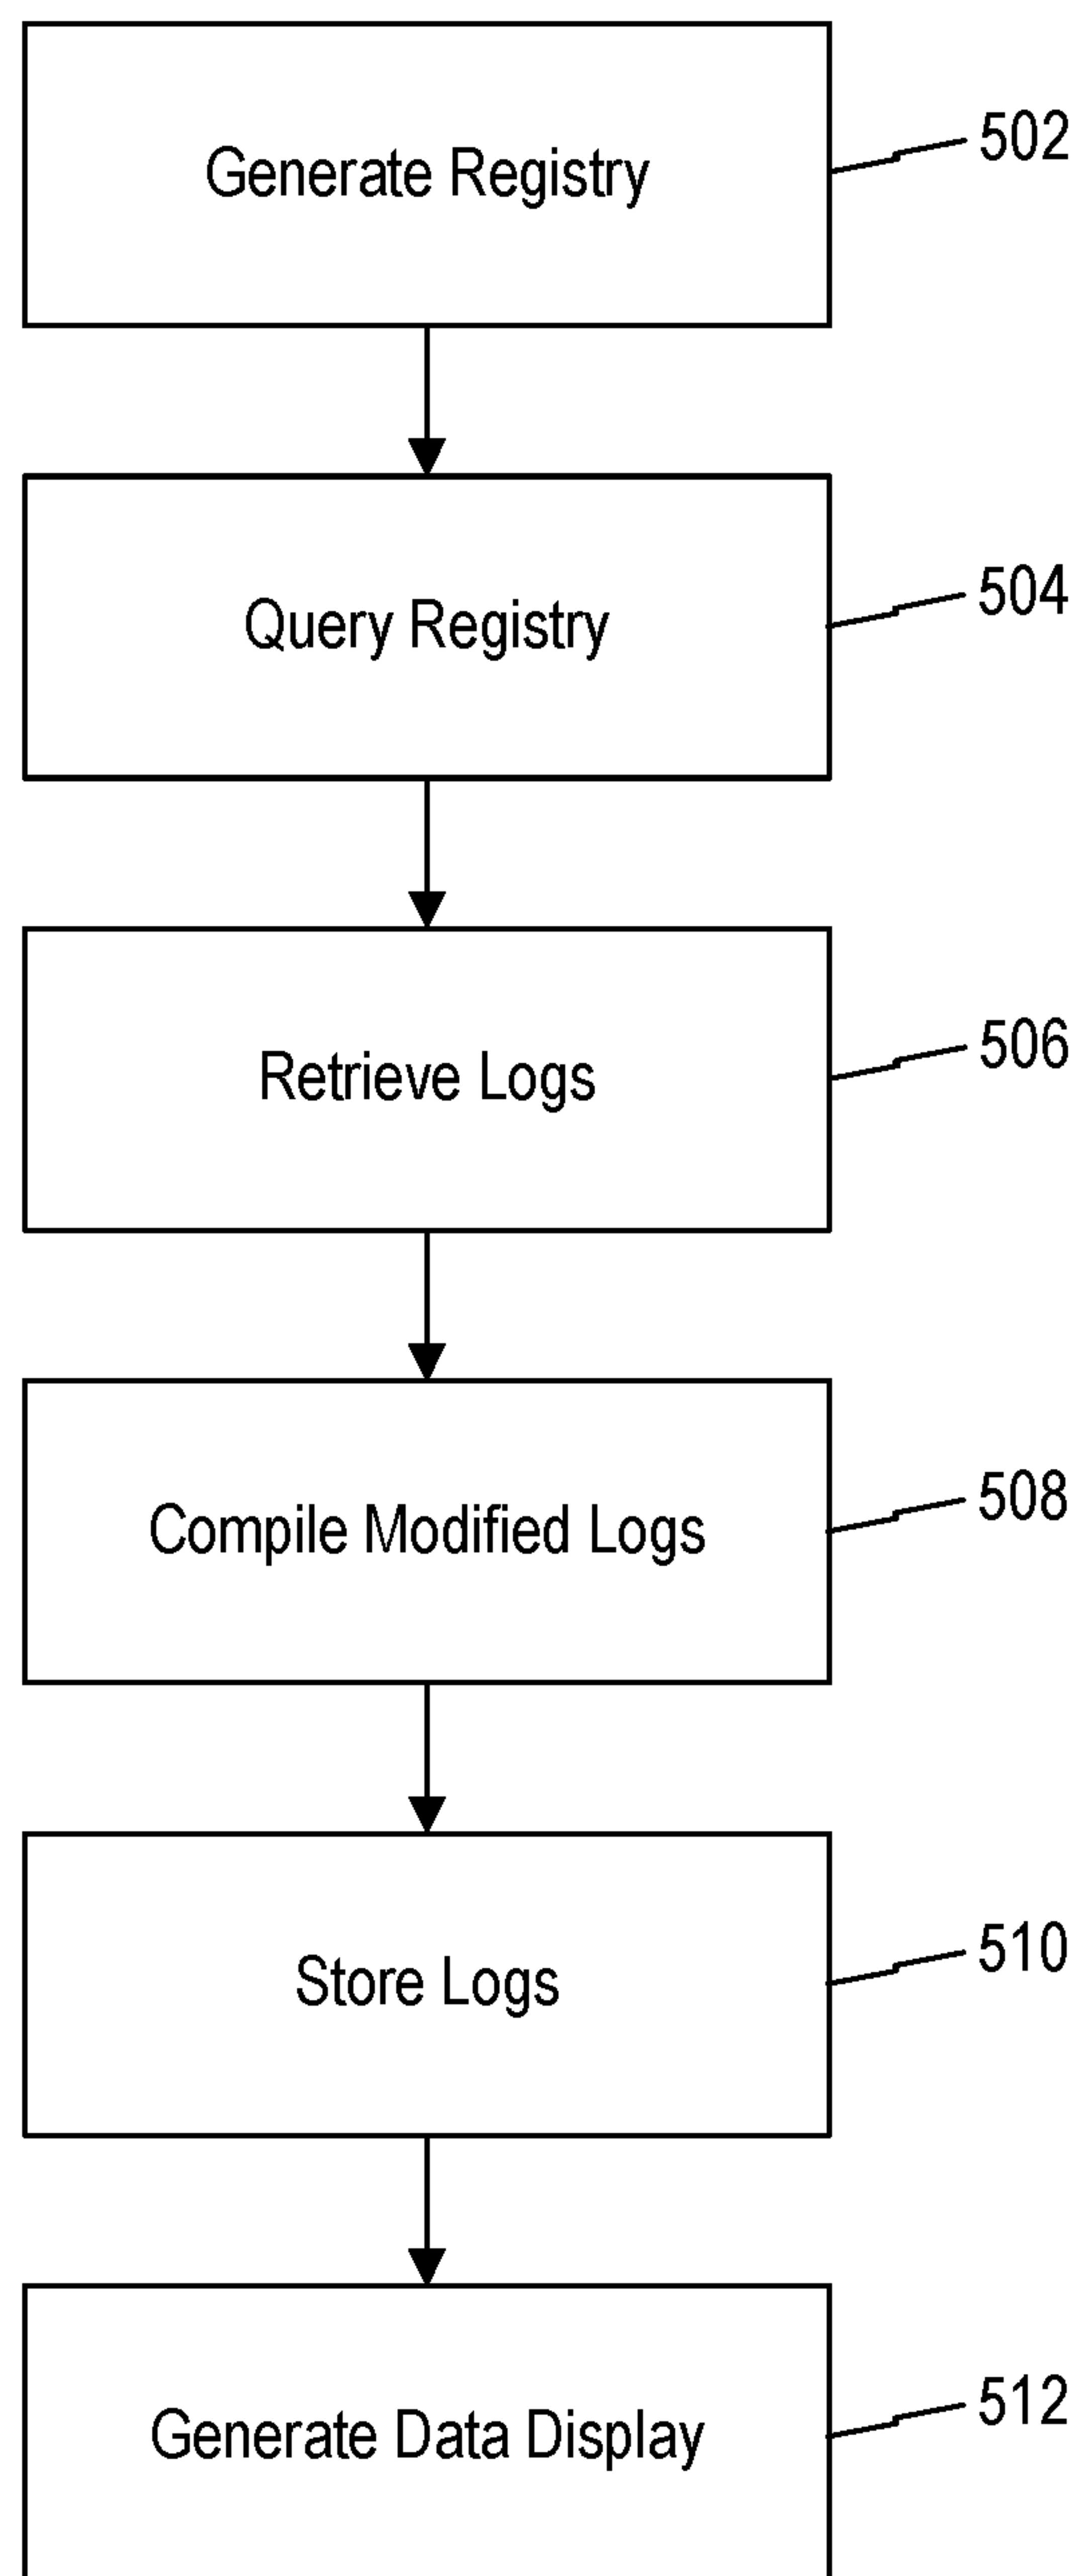 Generate Registry
502
Query Registry
504
Retrieve Logs
506
Compile Modified Logs
508
Store Logs
510
Generate Data Display
512